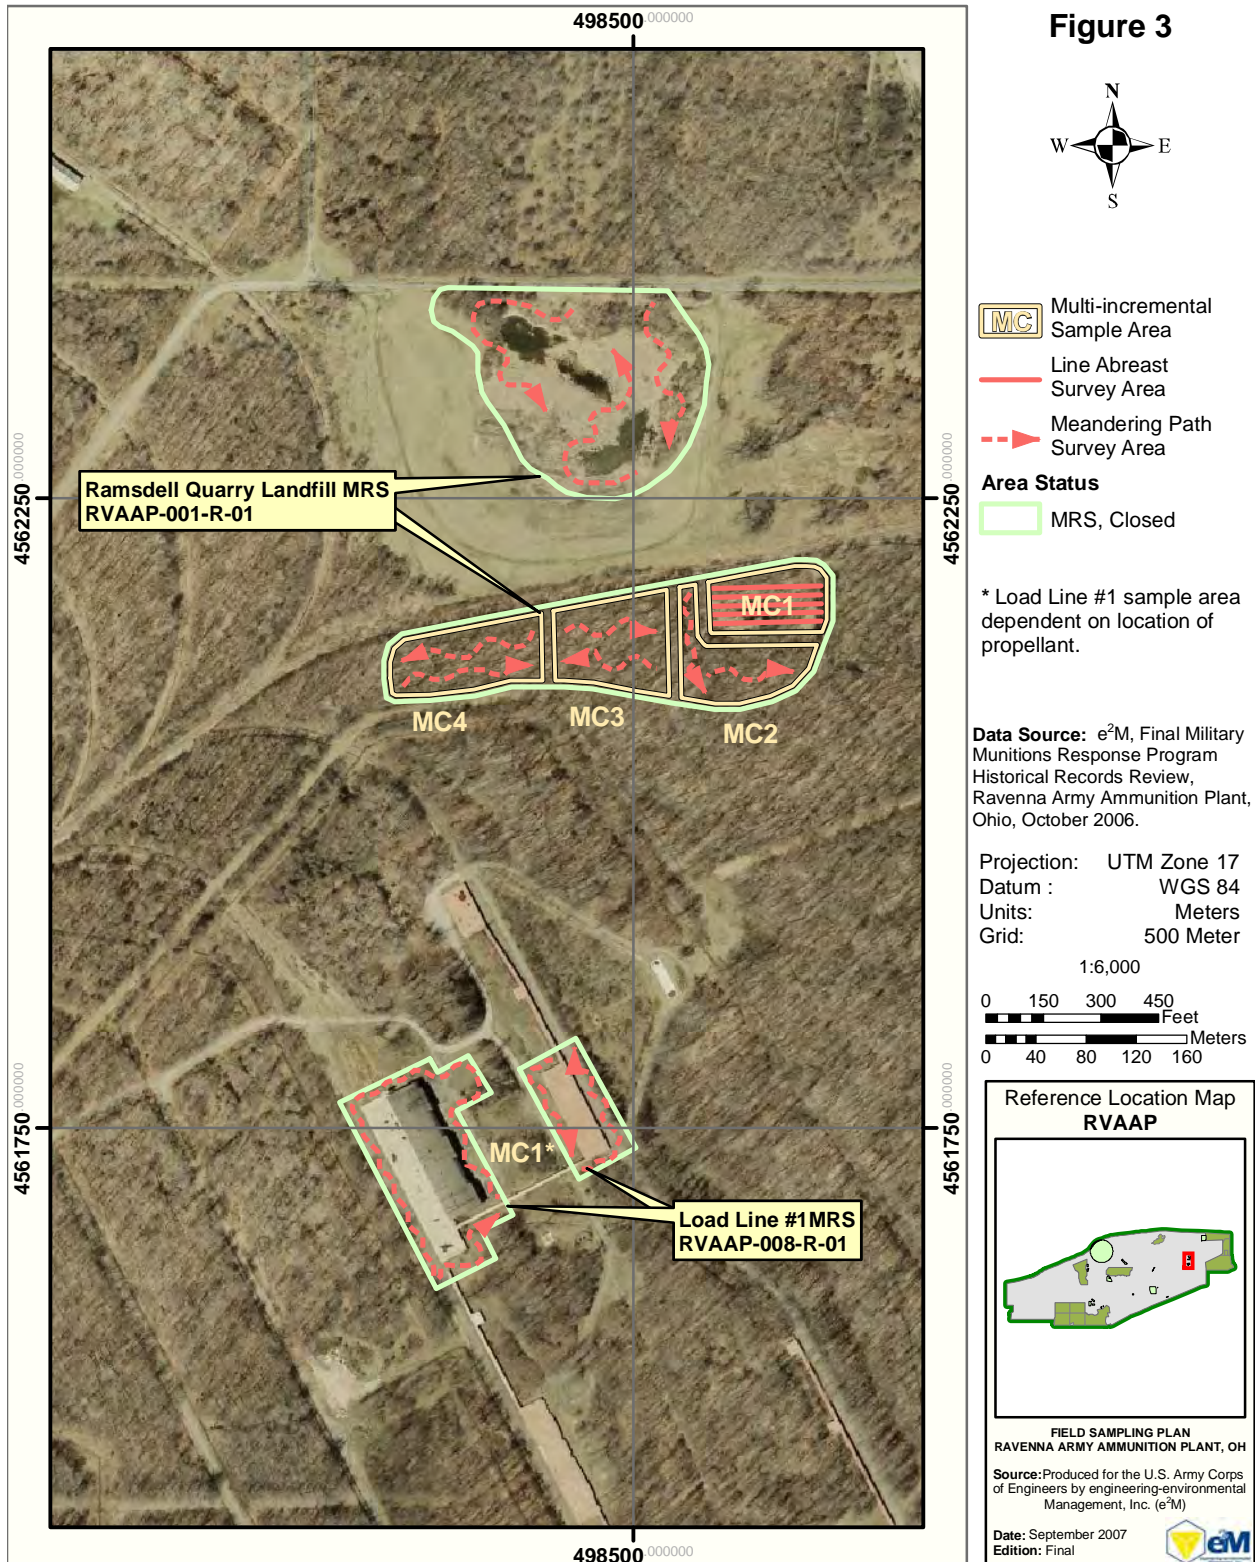 498500.000000
Figure 3
N
W E
S
MC Multi-incremental
Sample Area
Line Abreast
Survey Area
Meandering Path
Survey Area
Area Status
MRS, Closed
* Load Line #1 sample area
dependent on location of
propellant.
Data Source: e²M, Final Military
Munitions Response Program
Historical Records Review,
Ravenna Army Ammunition Plant,
Ohio, October 2006.
Projection: UTM Zone 17
Datum : WGS 84
Units: Meters
Grid: 500 Meter
1:6,000
0 150 300 450
Feet
Meters
0 40 80 120 160
Reference Location Map
RVAAP
FIELD SAMPLING PLAN
RAVENNA ARMY AMMUNITION PLANT, OH
Source:Produced for the U.S. Army Corps
of Engineers by engineering-environmental
Management, Inc. (e²M)
Date: September 2007
Edition: Final
e²M
4562250.000000
4562250.000000
Ramsdell Quarry Landfill MRS
RVAAP-001-R-01
MC1
MC4
MC3
MC2
4561750.000000
4561750.000000
MC1*
Load Line #1MRS
RVAAP-008-R-01
498500.000000